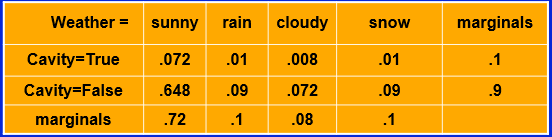 Weather = sunny rain cloudy snow marginals
Cavity=True .072 .01 .008 .01 .1
Cavity=False .648 .09 .072 .09 .9
marginals .72 .1 .08 .1